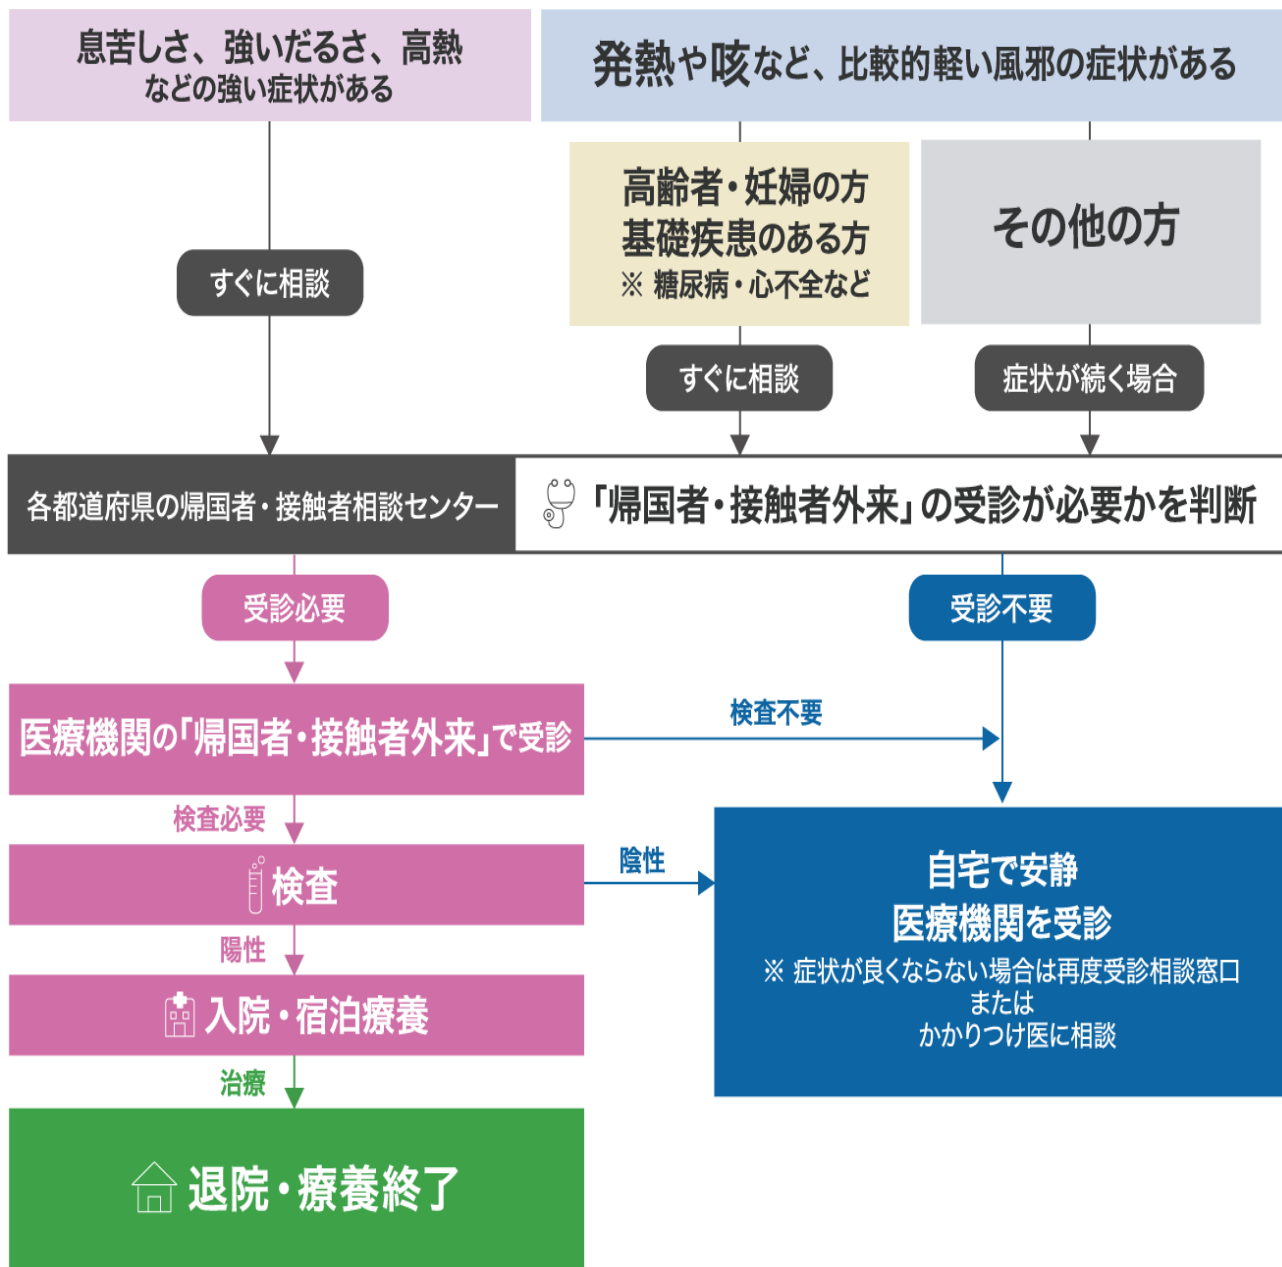 息苦しさ、強いだるさ、高熱
などの強い症状がある
発熱や咳など、比較的軽い風邪の症状がある
高齢者・妊婦の方
基礎疾患のある方
※ 糖尿病・心不全など
その他の方
すぐに相談
すぐに相談
症状が続く場合
各都道府県の帰国者・接触者相談センター
「帰国者・接触者外来」の受診が必要かを判断
受診必要
受診不要
医療機関の「帰国者・接触者外来」で受診
検査不要
検査必要
検査
陰性
自宅で安静
医療機関を受診
※ 症状が良くならない場合は再度受診相談窓口
または
かかりつけ医に相談
陽性
入院・宿泊療養
治療
退院・療養終了